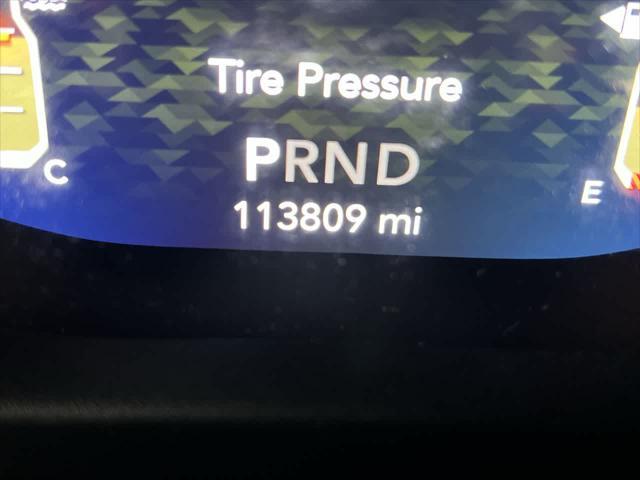 Tire Pressure
PRND
C
E
113809 mi